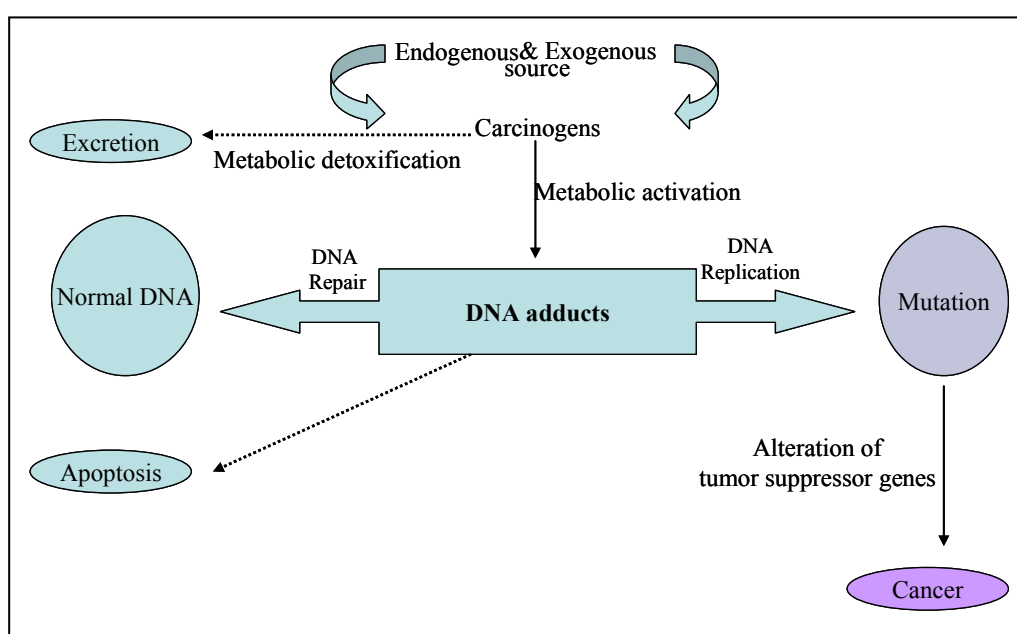 Endogenous& Exogenous
source
Carcinogens
Excretion
Metabolic detoxification
Metabolic activation
DNA
Repair
DNA
Replication
Normal DNA
DNA adducts
Mutation
Apoptosis
Alteration of
tumor suppressor genes
Cancer